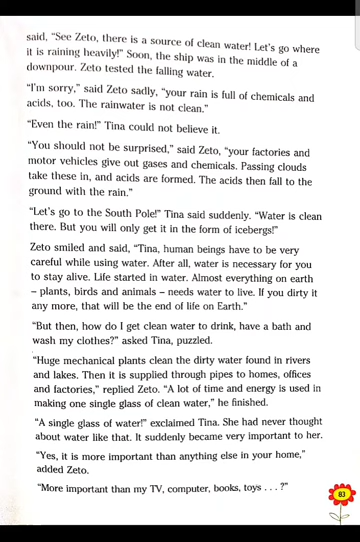 said, "See Zeto, there is a source of clean water! Let's go where
it is raining heavily!" Soon, the ship was in the middle of a
downpour. Zeto tested the falling water.
"I'm sorry," said Zeto sadly, "your rain is full of chemicals and
acids, too. The rainwater is not clean."
"Even the rain!" Tina could not believe it.
"You should not be surprised," said Zeto, "your factories and
motor vehicles give out gases and chemicals. Passing clouds
take these in, and acids are formed. The acids then fall to the
ground with the rain."
"Let's go to the South Pole!" Tina said suddenly. "Water is clean
there. But you will only get it in the form of icebergs!"
Zeto smiled and said, "Tina, human beings have to be very
careful while using water. After all, water is necessary for you
to stay alive. Life started in water. Almost everything on earth
– plants, birds and animals – needs water to live. If you dirty it
any more, that will be the end of life on Earth."
"But then, how do I get clean water to drink, have a bath and
wash my clothes?" asked Tina, puzzled.
"Huge mechanical plants clean the dirty water found in rivers
and lakes. Then it is supplied through pipes to homes, offices
and factories," replied Zeto. "A lot of time and energy is used in
making one single glass of clean water," he finished.
"A single glass of water!" exclaimed Tina. She had never thought
about water like that. It suddenly became very important to her.
"Yes, it is more important than anything else in your home,"
added Zeto.
"More important than my TV, computer, books, toys . . . ?"
83